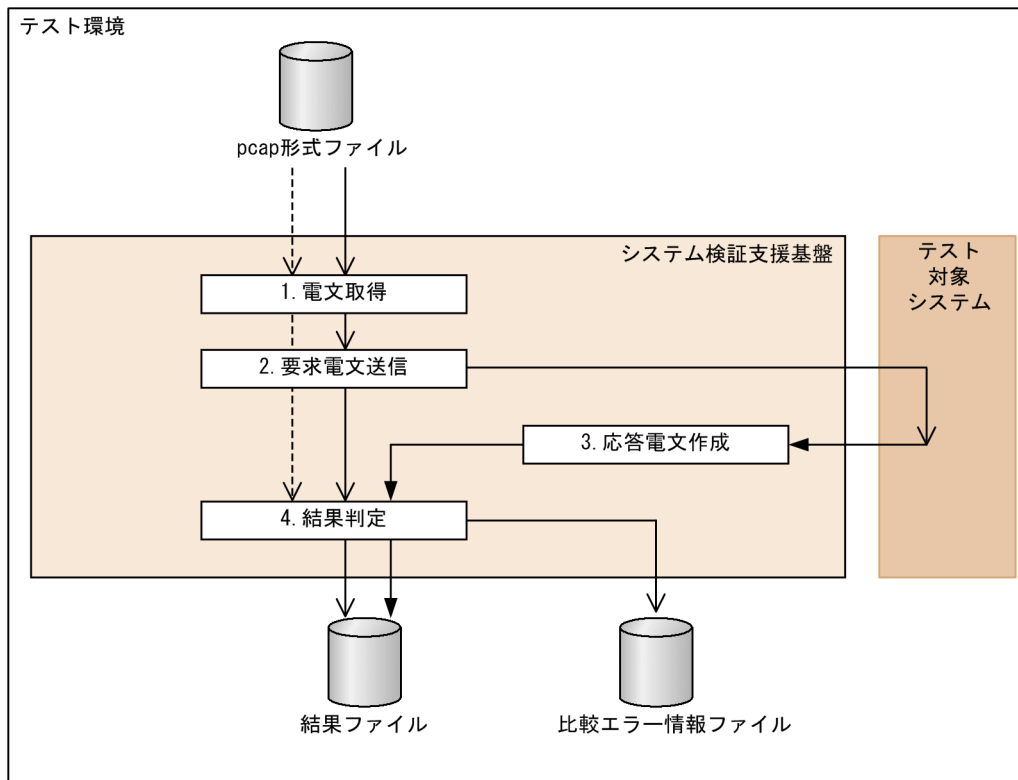 テスト環境
pcap形式ファイル
システム検証支援基盤
テスト
対象
システム
1.電文取得
2.要求電文送信
3.応答電文作成
4.結果判定
結果ファイル
比較エラー情報ファイル